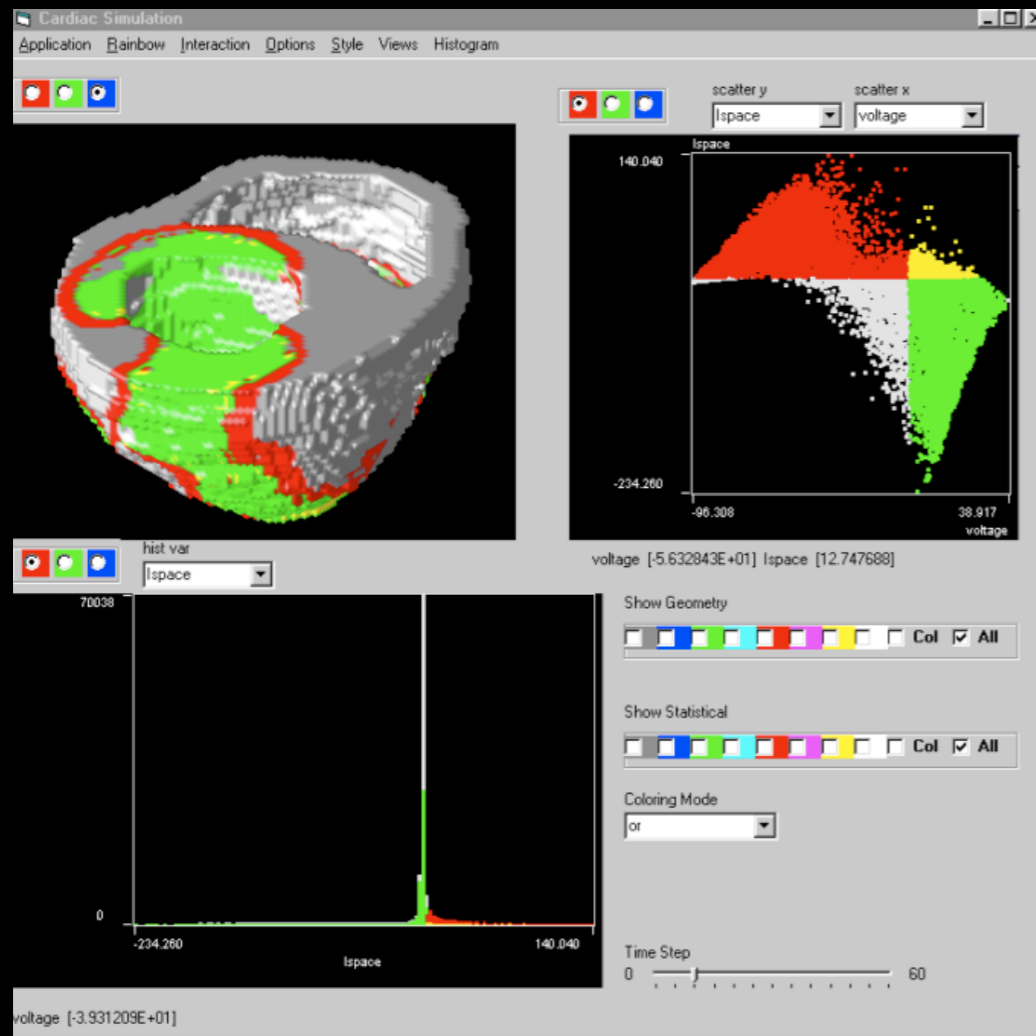 Cardiac Simulation
Application Rainbow Interaction Options Style Views Histogram
scatter y scatter x
Ispace voltage
Ispace
140.040
-234.260
-96.308 38.917
voltage
voltage [-5.632843E+01] Ispace [12.747688]
hist var
Ispace
70038
0
-234.260 140.040
Ispace
Show Geometry
Col All
Show Statistical
Col All
Coloring Mode
or
Time Step
0 60
voltage [-3.931209E+01]